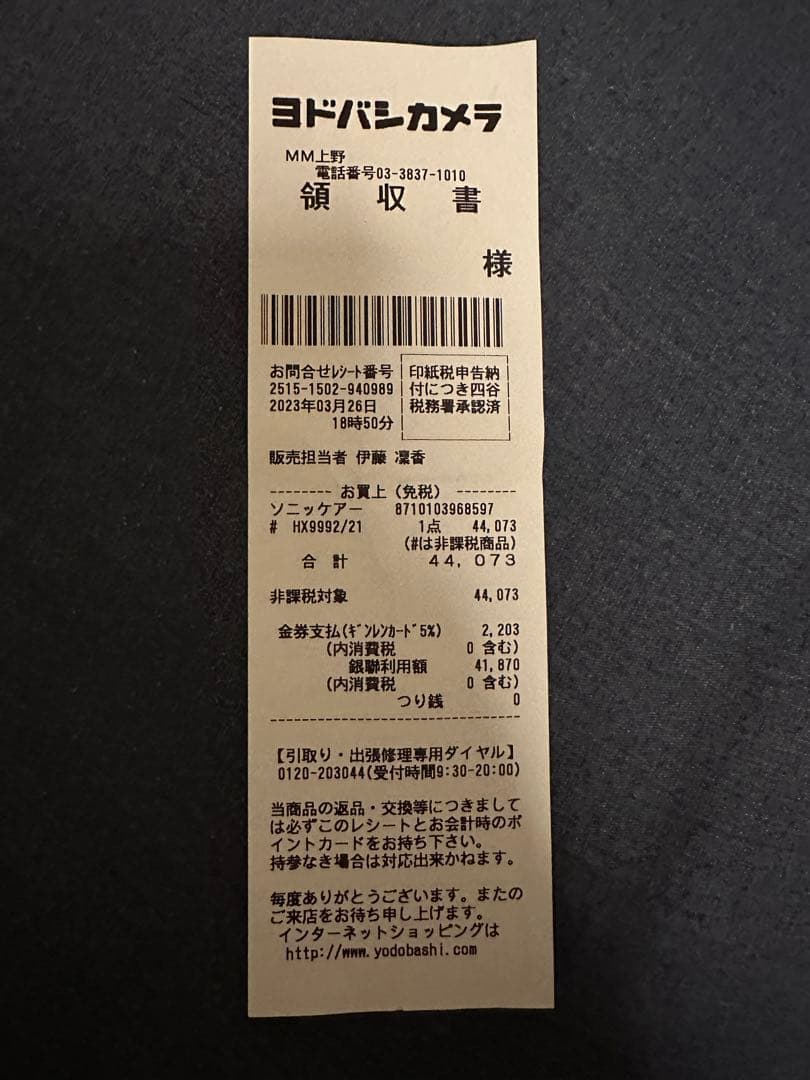 ヨドバシカメラ
MM上野
電話番号03-3837-1010
領 収 書
様
お問合せﾚｼｰﾄ番号
2515-1502-940989
2023年03月26日
18時50分
印紙税申告納
付につき四谷
税務署承認済
販売担当者 伊藤 凜香
-------- お買上(免税) --------
ソニッケアー 8710103968597
# HX9992/21 1点 44,073
(#は非課税商品)
合 計 44,073
非課税対象 44,073
金券支払(ｷﾞﾝﾚﾝｶｰﾄﾞ5%) 2,203
(内消費税 0 含む)
銀聯利用額 41,870
(内消費税 0 含む)
つり銭 0
--------------------------------
【引取り・出張修理専用ダイヤル】
0120-203044(受付時間9:30-20:00)
当商品の返品・交換等につきまして
は必ずこのレシートとお会計時のポ
イントカードをお持ち下さい。
持参なき場合は対応出来かねます。
毎度ありがとうございます。またの
ご来店をお待ち申し上げます。
インターネットショッピングは
http://www.yodobashi.com